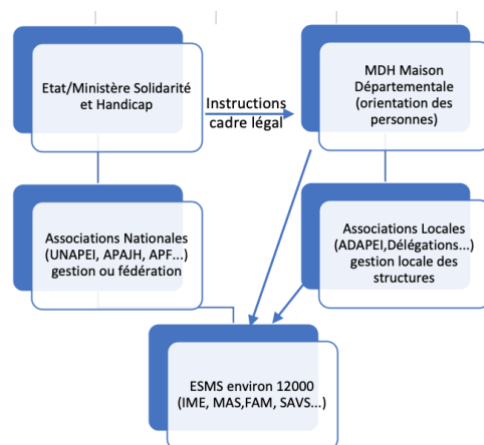 Etat/Ministère Solidarité
et Handicap
Instructions
cadre légal
MDH Maison
Départementale
(orientation des
personnes)
Associations Nationales
(UNAPEI, APAJH, APF...)
gestion ou fédération
Associations Locales
(ADAPEI,Délégations...)
gestion locale des
structures
ESMS environ 12000
(IME, MAS,FAM, SAVS...)